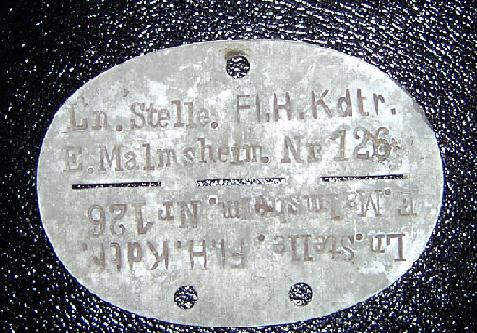 Ln.Stelle. Fl.H.Kdtr.
E.Malmsheim. Nr 126
E.Malmsheim. Nr 126
Ln.Stelle. Fl.H.Kdtr.